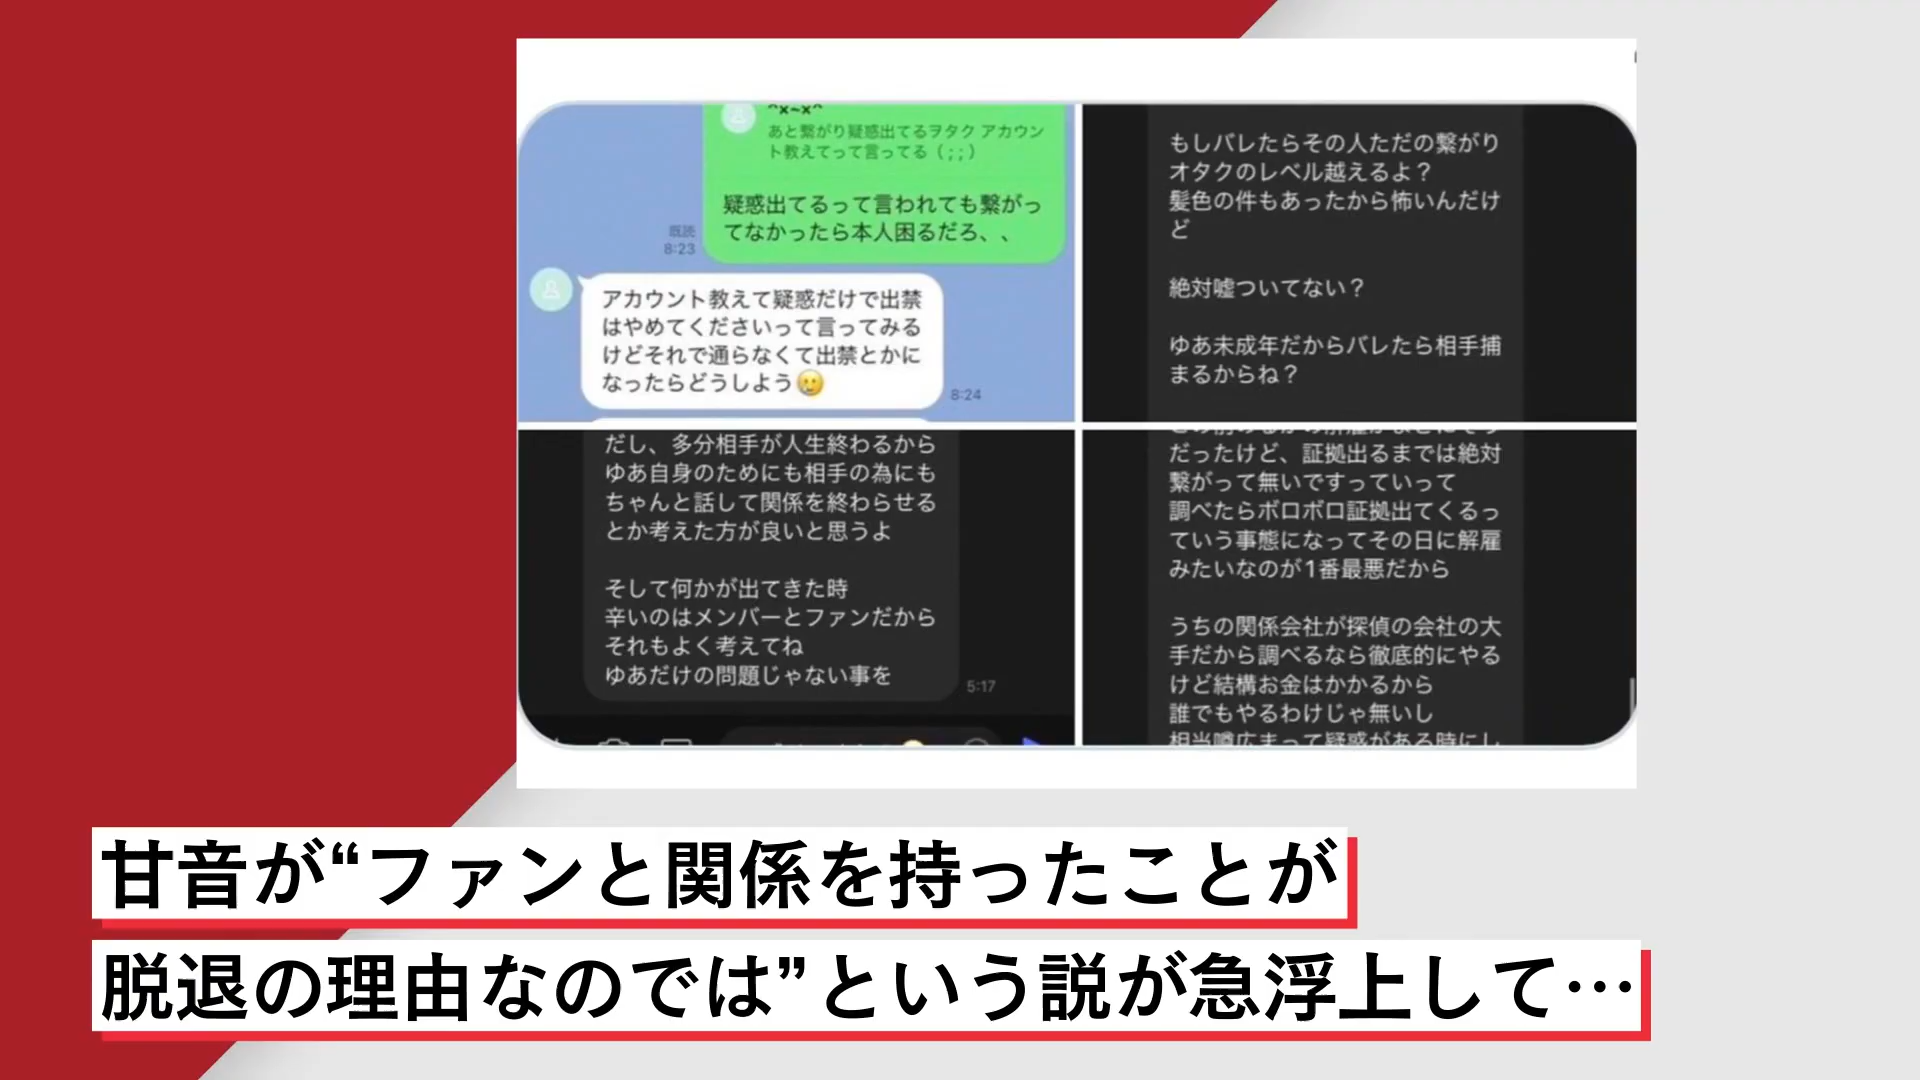 あと繋がり疑惑出てるヲタク アカウン
ト教えてって言ってる（ ; ; ）
疑惑出てるって言われても繋がっ
てなかったら本人困るだろ、、
既読
8:23
アカウント教えて疑惑だけで出禁
はやめてくださいって言ってみる
けどそれで通らなくて出禁とかに
なったらどうしよう🥲
8:24
もしバレたらその人ただの繋がり
オタクのレベル越えるよ？
髪色の件もあったから怖いんだけ
ど
絶対嘘ついてない？
ゆあ未成年だからバレたら相手捕
まるからね？
だし、多分相手が人生終わるから
ゆあ自身のためにも相手の為にも
ちゃんと話して関係を終わらせる
とか考えた方が良いと思うよ
そして何かが出てきた時
辛いのはメンバーとファンだから
それもよく考えてね
ゆあだけの問題じゃない事を
5:17
だったけど、証拠出るまでは絶対
繋がって無いですっていって
調べたらボロボロ証拠出てくるっ
ていう事態になってその日に解雇
みたいなのが1番最悪だから
うちの関係会社が探偵の会社の大
手だから調べるなら徹底的にやる
けど結構お金はかかるから
誰でもやるわけじゃ無いし
相当噂広まって疑惑がある時にし
甘音が“ファンと関係を持ったことが
脱退の理由なのでは”という説が急浮上して…